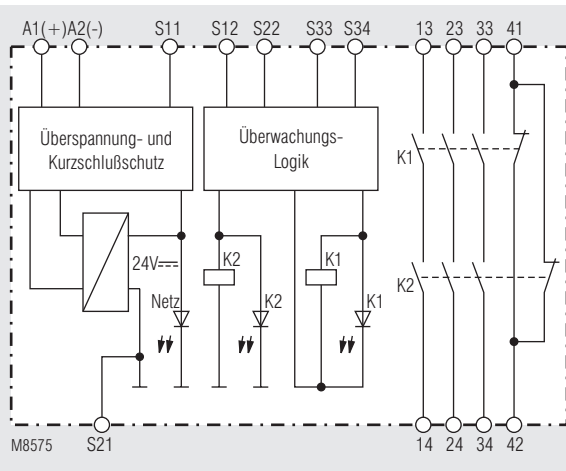 A1(+) A2(-) S11 S12 S22 S33 S34 13 23 33 41
Überspannung- und
Kurzschlußschutz
Überwachungs-
Logik
K1
24V
K2 K1
K2
Netz K2 K1
M8575 S21 14 24 34 42